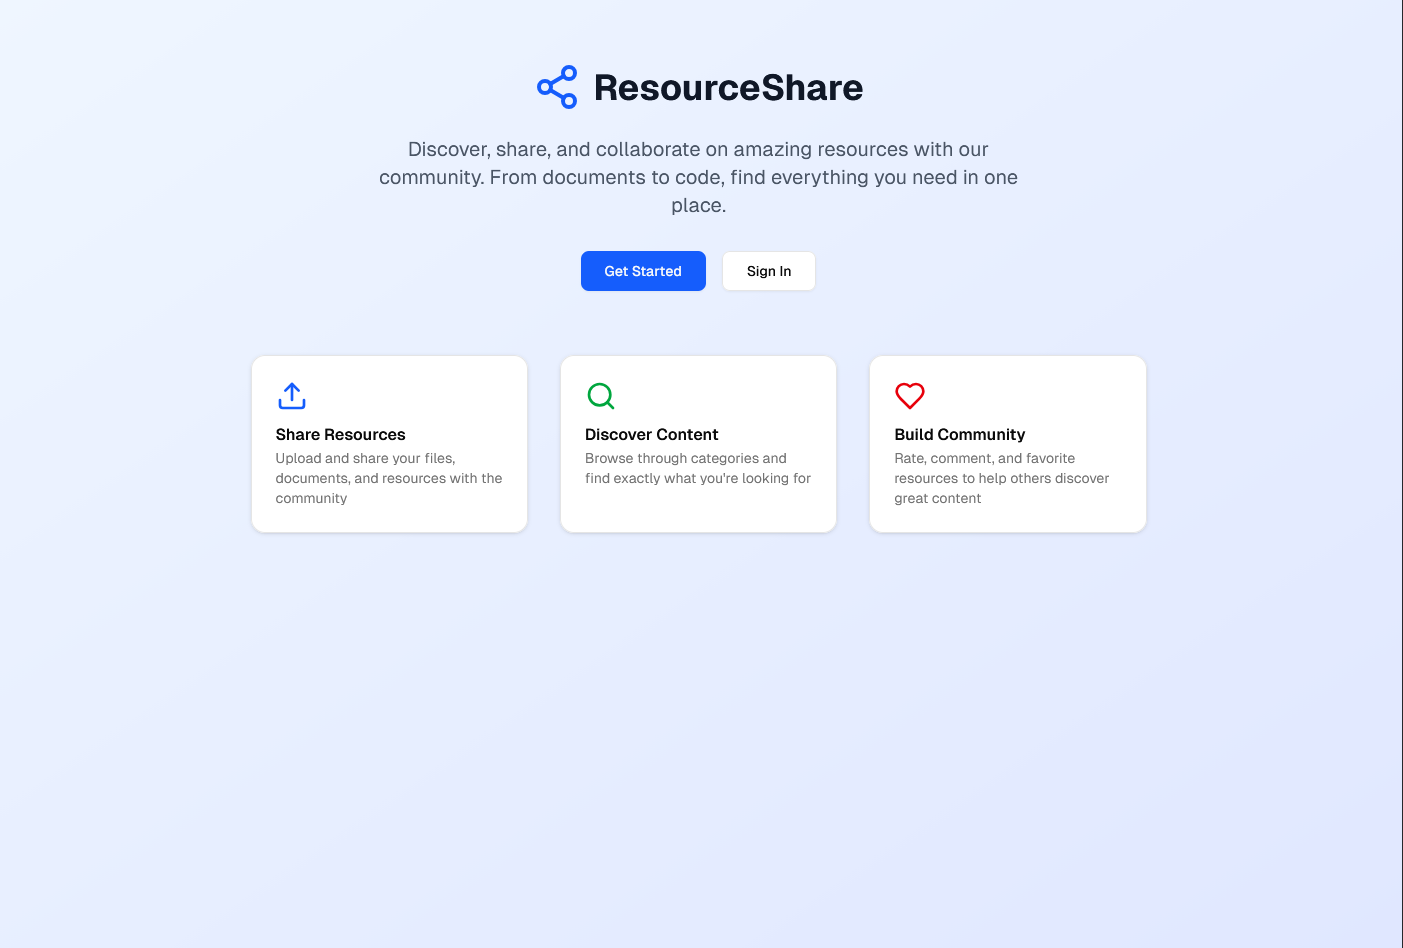 ResourceShare
Discover, share, and collaborate on amazing resources with our
community. From documents to code, find everything you need in one
place.
Get Started
Sign In
Share Resources
Upload and share your files,
documents, and resources with the
community
Discover Content
Browse through categories and
find exactly what you're looking for
Build Community
Rate, comment, and favorite
resources to help others discover
great content